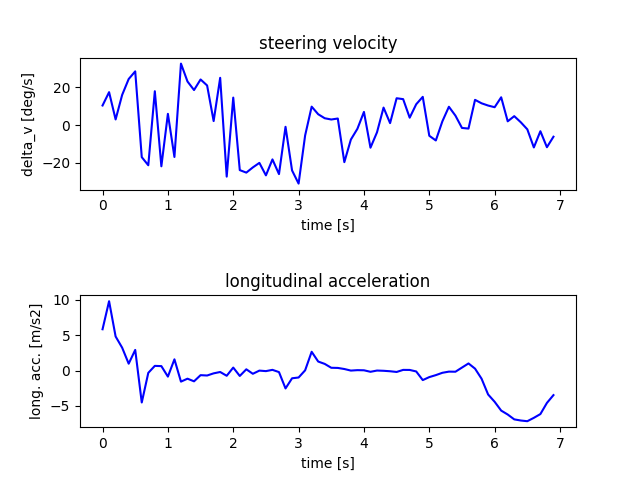 steering velocity
delta_v [deg/s]
20
0
−20
0 1 2 3 4 5 6 7
time [s]
longitudinal acceleration
long. acc. [m/s2]
10
5
0
−5
0 1 2 3 4 5 6 7
time [s]